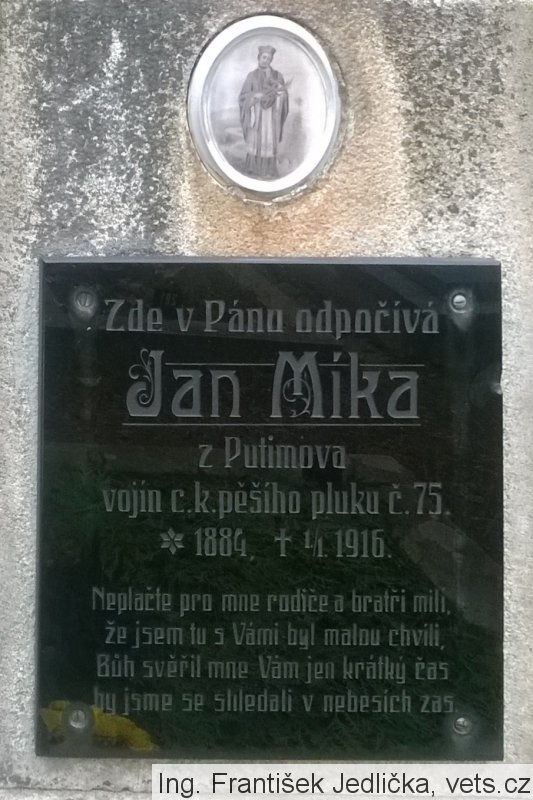 Zde v Pánu odpočívá
Jan Míka
z Putimova
vojín c.k. pěšího pluku č. 75.
* 1884, † 1/1. 1916.
Neplačte pro mne rodiče a bratři milí,
že jsem tu s Vámi byl malou chvíli,
Bůh svěřil mne Vám jen krátký čas
by jsme se shledali v nebesích zas.
Ing. František Jedlička, vets.cz